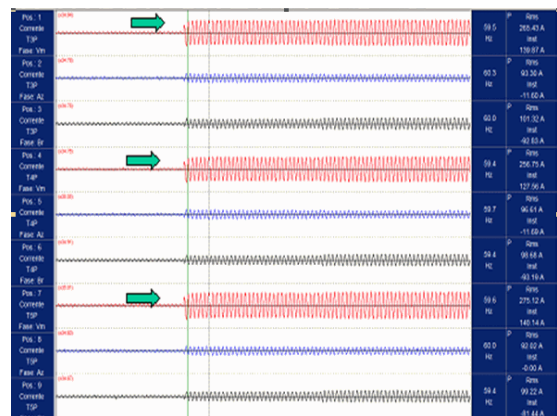 Pos.: 1
Corrente
T3P
Fase: Vm
59.5
Hz
P
Rms
265.43 A
Inst
139.87 A
Pos.: 2
Corrente
T3P
Fase: Az
60.3
Hz
P
Rms
93.30 A
Inst
-11.60 A
Pos.: 3
Corrente
T3P
Fase: Br
60.0
Hz
P
Rms
101.32 A
Inst
-92.83 A
Pos.: 4
Corrente
T4P
Fase: Vm
59.4
Hz
P
Rms
256.75 A
Inst
127.56 A
Pos.: 5
Corrente
T4P
Fase: Az
59.7
Hz
P
Rms
96.61 A
Inst
-11.69 A
Pos.: 6
Corrente
T4P
Fase: Br
59.4
Hz
P
Rms
98.68 A
Inst
-93.19 A
Pos.: 7
Corrente
T5P
Fase: Vm
59.6
Hz
P
Rms
275.12 A
Inst
140.14 A
Pos.: 8
Corrente
T5P
Fase: Az
60.0
Hz
P
Rms
92.02 A
Inst
-0.00 A
Pos.: 9
Corrente
T5P
Fase: Br
59.4
Hz
P
Rms
99.22 A
Inst